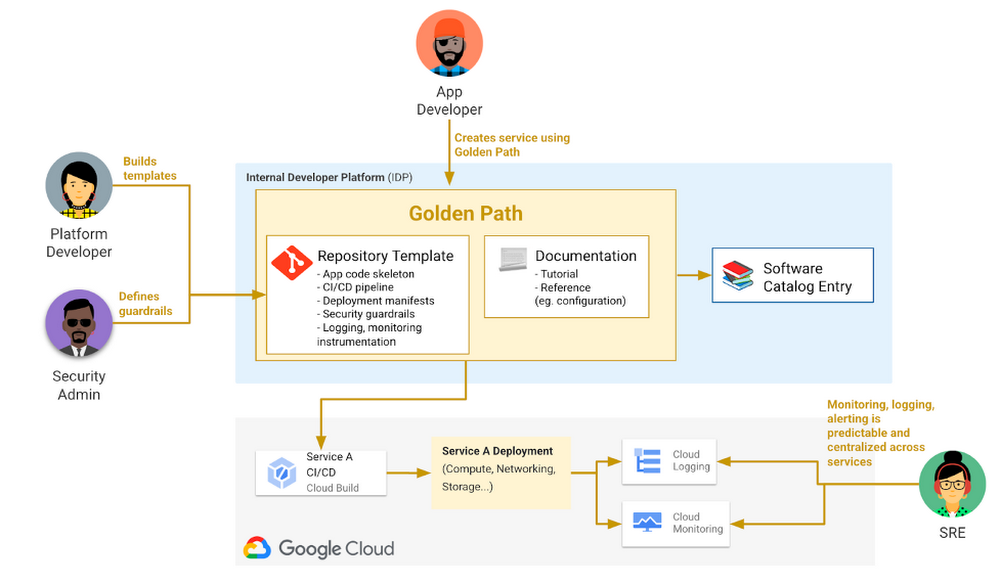 App
Developer
Creates service using
Golden Path
Builds
templates
Platform
Developer
Defines
guardrails
Security
Admin
Internal Developer Platform (IDP)
Golden Path
Repository Template
- App code skeleton
- CI/CD pipeline
- Deployment manifests
- Security guardrails
- Logging, monitoring
instrumentation
Documentation
- Tutorial
- Reference
(eg. configuration)
Software
Catalog Entry
Monitoring, logging,
alerting is
predictable and
centralized across
services
Service A
CI/CD
Cloud Build
Service A Deployment
(Compute, Networking,
Storage...)
Cloud
Logging
Cloud
Monitoring
SRE
Google Cloud